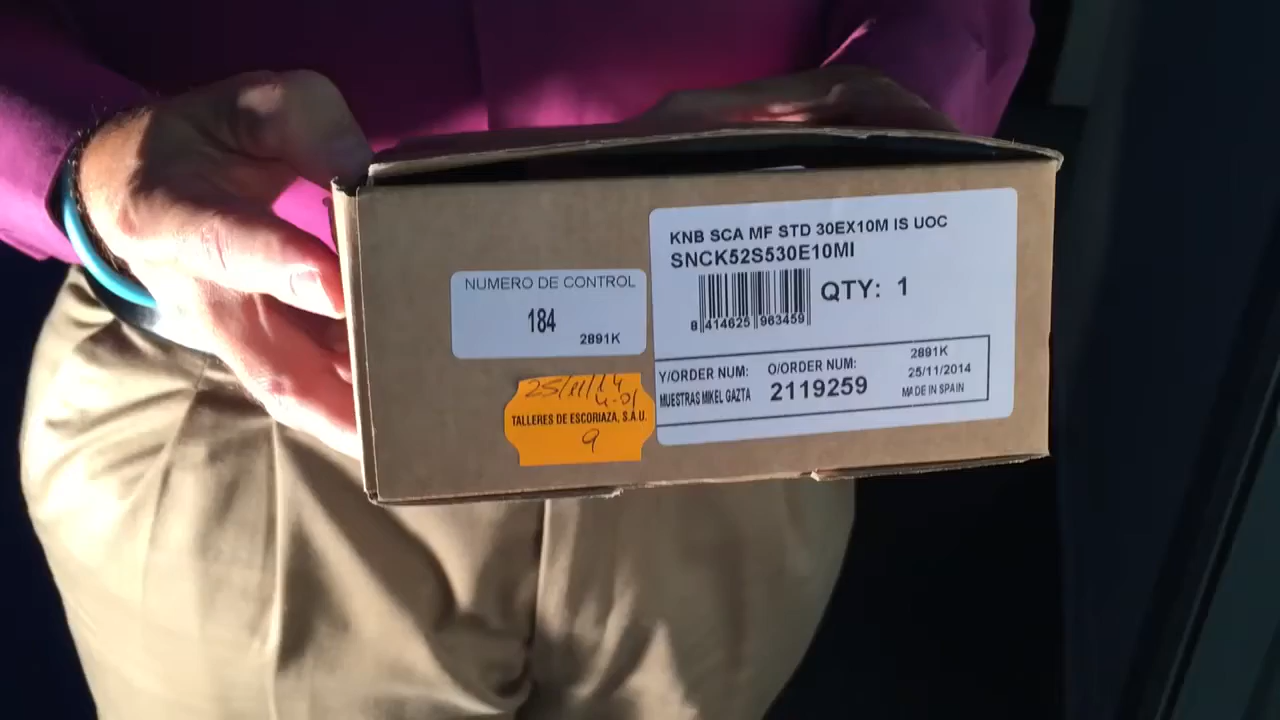 NUMERO DE CONTROL
184
2891K
25/11/14
TALLERES DE ESCORIAZA, S.A.U.
9
KNB SCA MF STD 30EX10M IS UOC
SNCK52S530E10MI
QTY: 1
8 414625 963459
Y/ORDER NUM:
MUESTRAS MIKEL GAZTA
O/ORDER NUM:
2119259
2891K
25/11/2014
MADE IN SPAIN